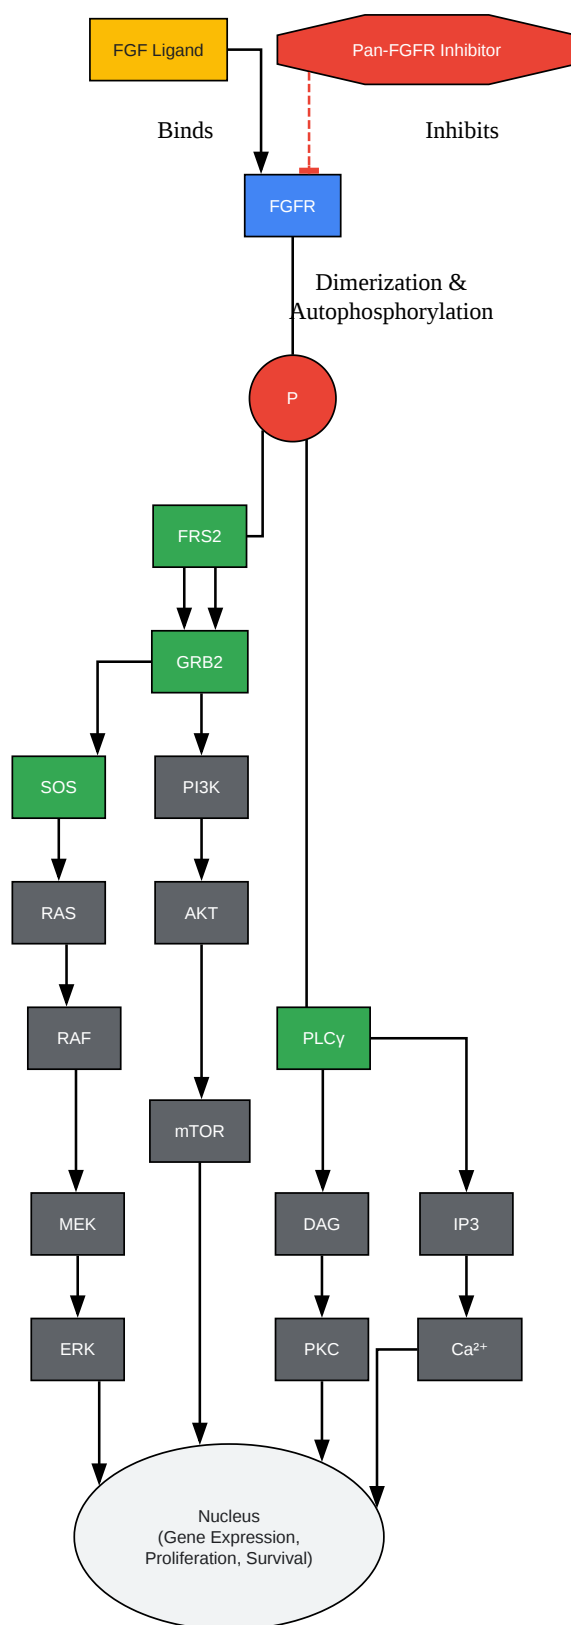 FGF Ligand
Pan-FGFR Inhibitor
Binds
Inhibits
FGFR
Dimerization &
Autophosphorylation
P
FRS2
GRB2
SOS
PI3K
RAS
AKT
RAF
PLCγ
mTOR
MEK
DAG
IP3
ERK
PKC
Ca²⁺
Nucleus
(Gene Expression,
Proliferation, Survival)